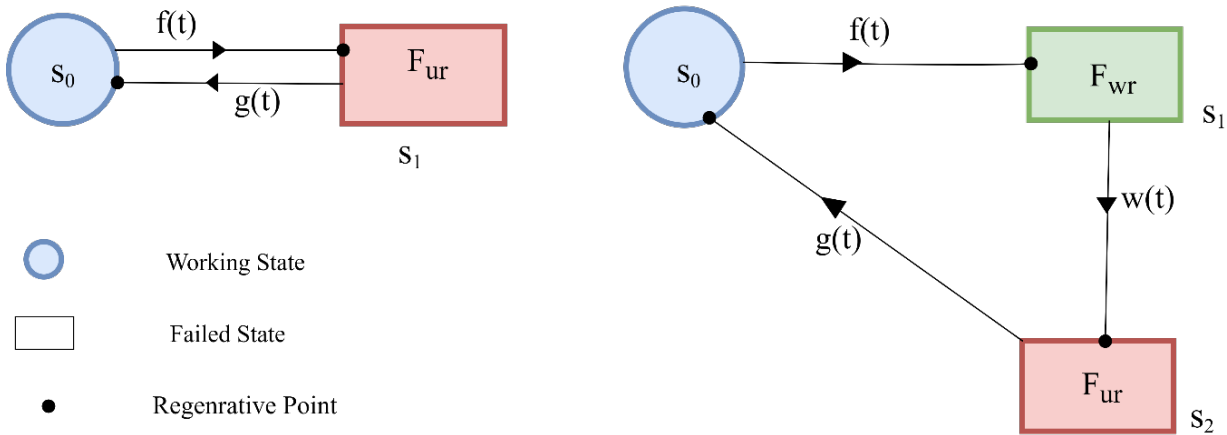 f(t)
s0
Fur
g(t)
s1
Working State
Failed State
Regenrative Point
f(t)
s0
Fwr
s1
w(t)
g(t)
Fur
s2